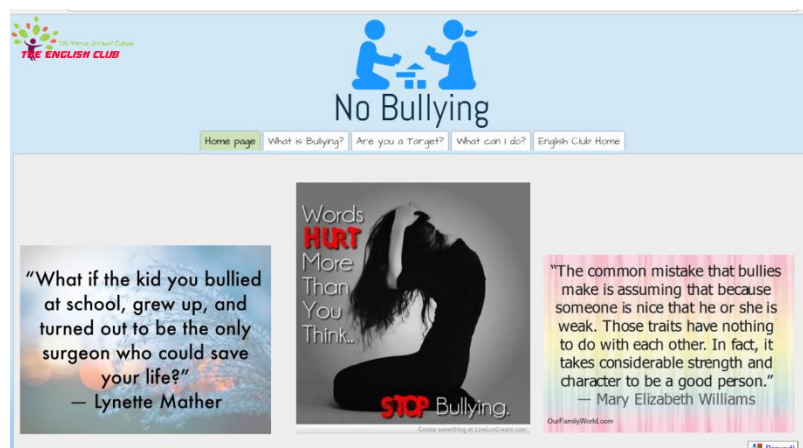 THE ENGLISH CLUB
No Bullying
Home page
What is Bullying?
Are you a Target?
What can I do?
English Club Home
“What if the kid you bullied
at school, grew up, and
turned out to be the only
surgeon who could save
your life?”
— Lynette Mather
Words
HURT
More
Than
You
Think..
STOP Bullying.
Create something at LiveLuvCreate.com
“The common mistake that bullies
make is assuming that because
someone is nice that he or she is
weak. Those traits have nothing
to do with each other. In fact, it
takes considerable strength and
character to be a good person.”
— Mary Elizabeth Williams
OurFamilyWorld.com